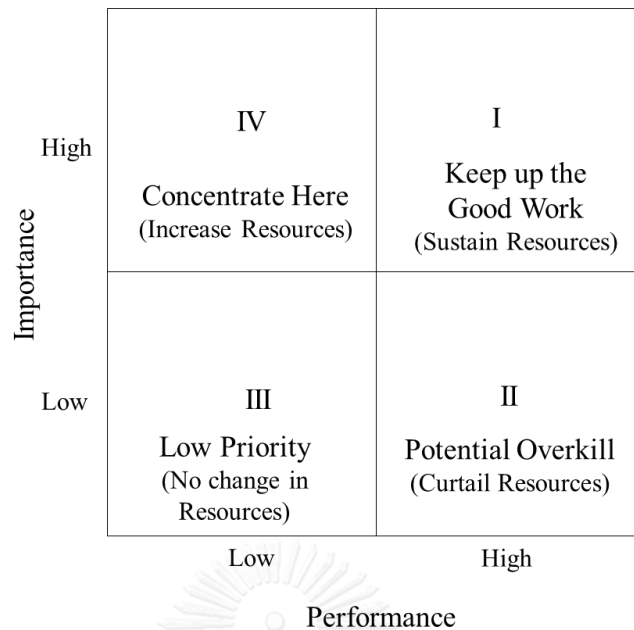 IV
Concentrate Here
(Increase Resources)
I
Keep up the
Good Work
(Sustain Resources)
High
Importance
Low
III
Low Priority
(No change in
Resources)
II
Potential Overkill
(Curtail Resources)
Low
High
Performance